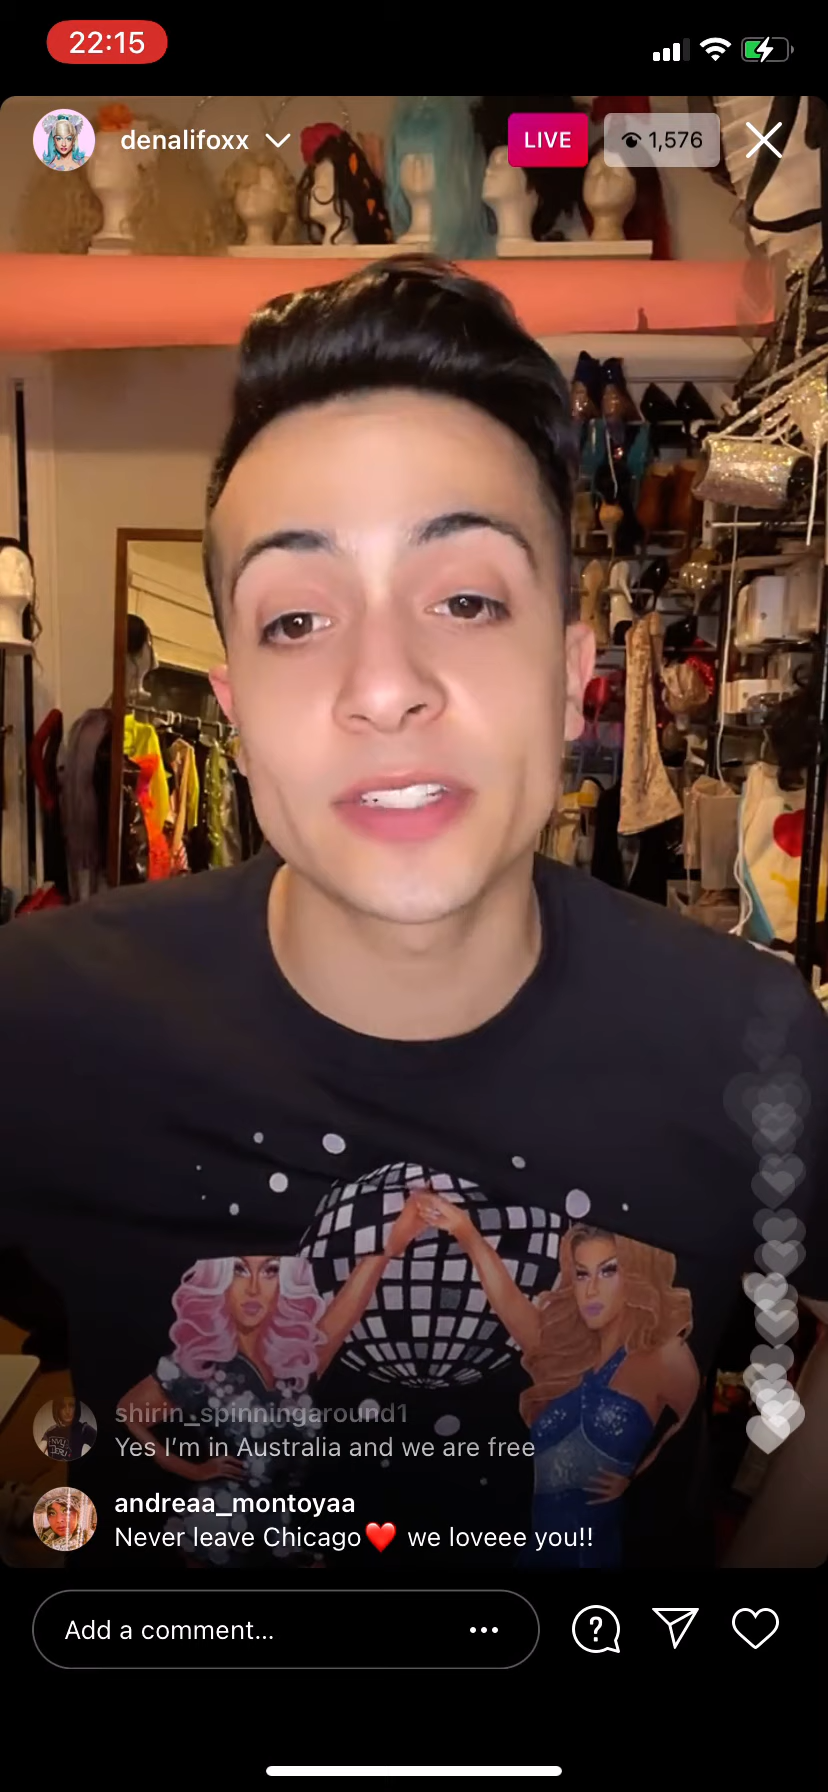 22:15
denalifoxx
LIVE
1,576
shirin_spinningaround1
Yes I'm in Australia and we are free
andreaa_montoyaa
Never leave Chicago❤️ we loveee you!!
Add a comment...